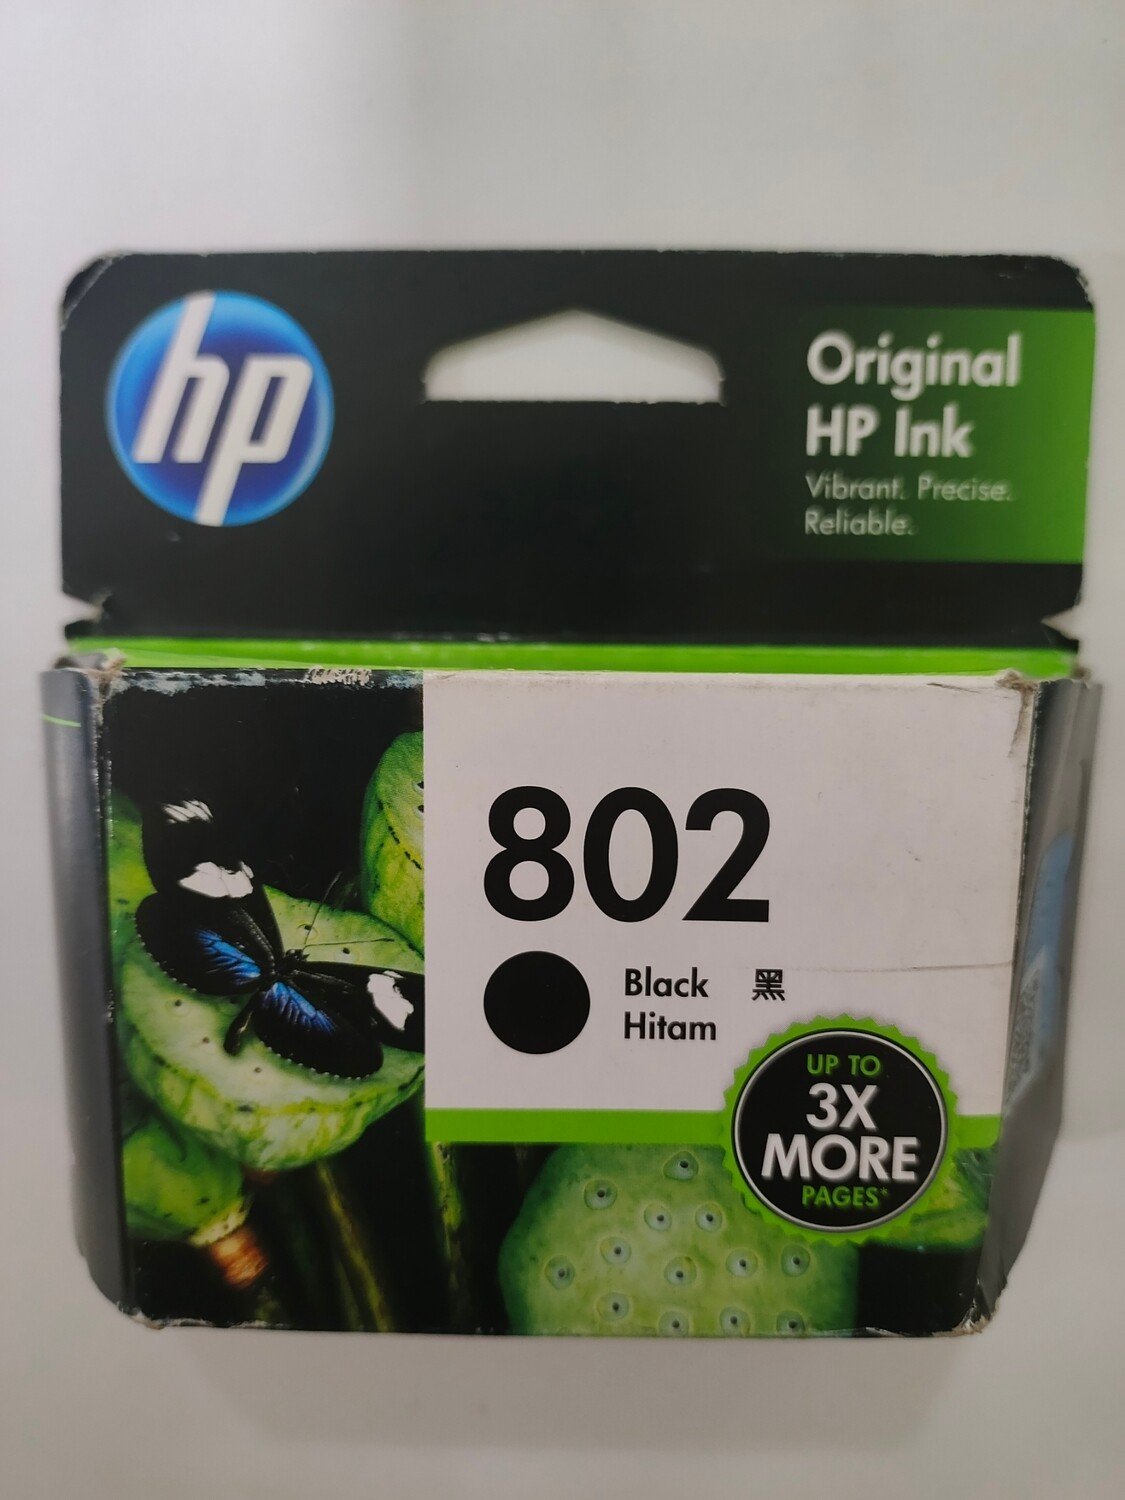 hp
Original
HP Ink
Vibrant. Precise.
Reliable.
802
Black 黑
Hitam
UP TO
3X
MORE
PAGES*